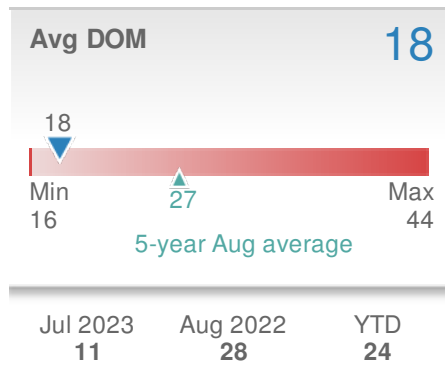 Avg DOM 18
18
Min Max
16 27 44
5-year Aug average
Jul 2023 Aug 2022 YTD
11 28 24